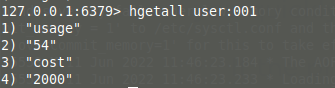 127.0.0.1:6379> hgetall user:001
1) "usage"
2) "54"
3) "cost"
4) "2000"